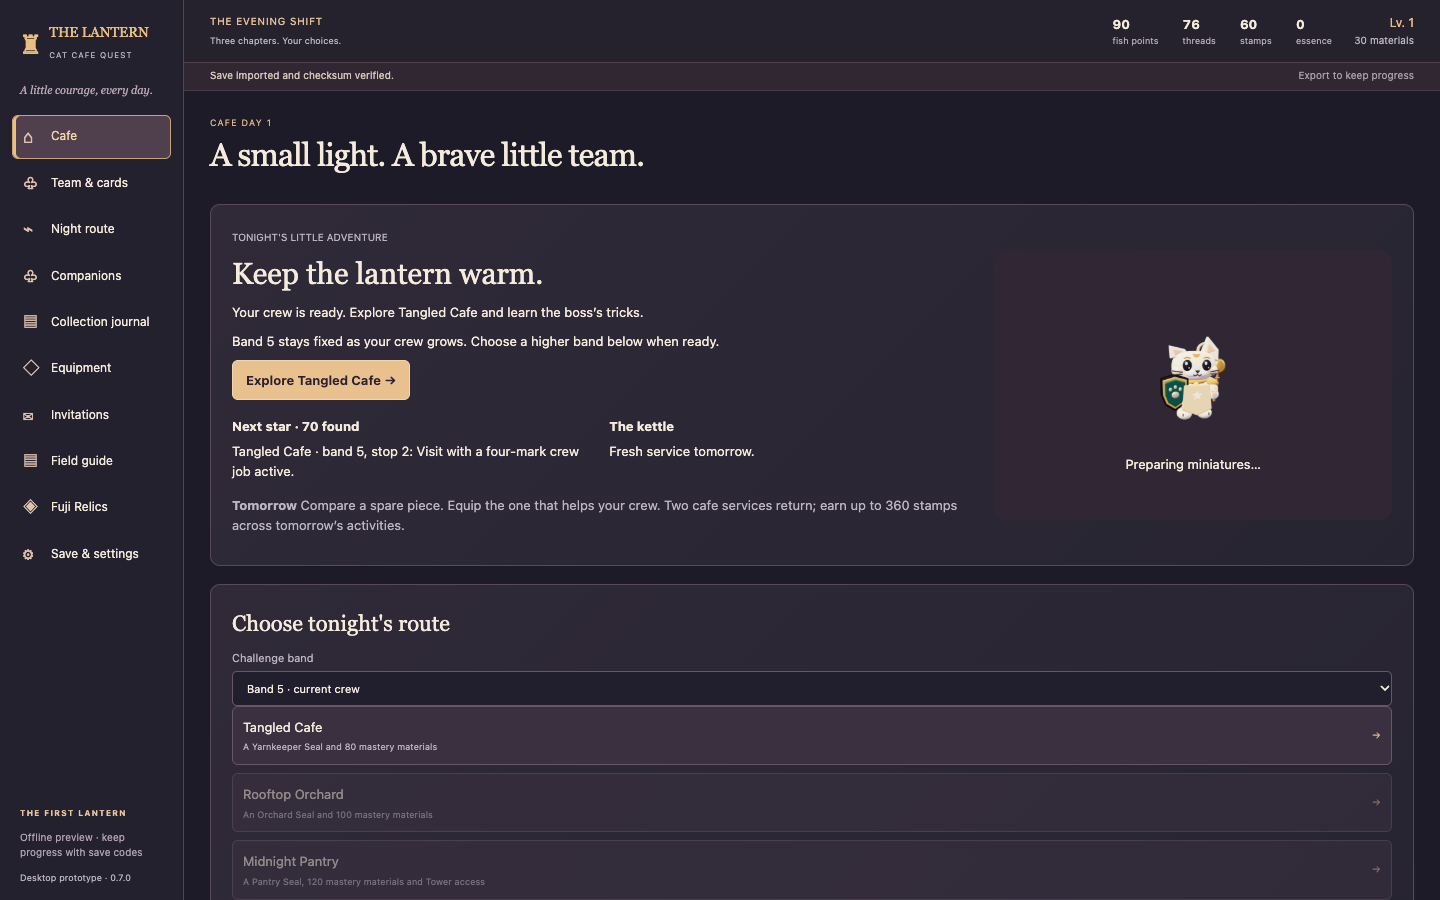 THE LANTERN
CAT CAFE QUEST
A little courage, every day.
Cafe
Team & cards
Night route
Companions
Collection journal
Equipment
Invitations
Field guide
Fuji Relics
Save & settings
THE FIRST LANTERN
Offline preview · keep
progress with save codes
Desktop prototype · 0.7.0
THE EVENING SHIFT
Three chapters. Your choices.
90 fish points
76 threads
60 stamps
0 essence
Lv. 1
30 materials
Save imported and checksum verified.
Export to keep progress
CAFE DAY 1
A small light. A brave little team.
TONIGHT'S LITTLE ADVENTURE
Keep the lantern warm.
Your crew is ready. Explore Tangled Cafe and learn the boss’s tricks.
Band 5 stays fixed as your crew grows. Choose a higher band below when ready.
Explore Tangled Cafe →
Next star · 70 found
Tangled Cafe · band 5, stop 2: Visit with a four-mark crew
job active.
The kettle
Fresh service tomorrow.
Tomorrow Compare a spare piece. Equip the one that helps your crew. Two cafe services return; earn up to 360 stamps
across tomorrow’s activities.
Preparing miniatures…
Choose tonight's route
Challenge band
Band 5 · current crew
Tangled Cafe
A Yarnkeeper Seal and 80 mastery materials
→
Rooftop Orchard
An Orchard Seal and 100 mastery materials
→
Midnight Pantry
A Pantry Seal, 120 mastery materials and Tower access
→